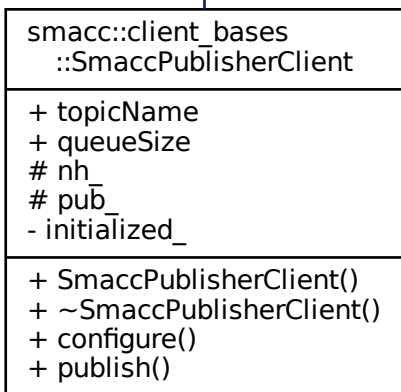 smacc::client_bases
::SmaccPublisherClient
+ topicName
+ queueSize
# nh_
# pub_
- initialized_
+ SmaccPublisherClient()
+ ~SmaccPublisherClient()
+ configure()
+ publish()